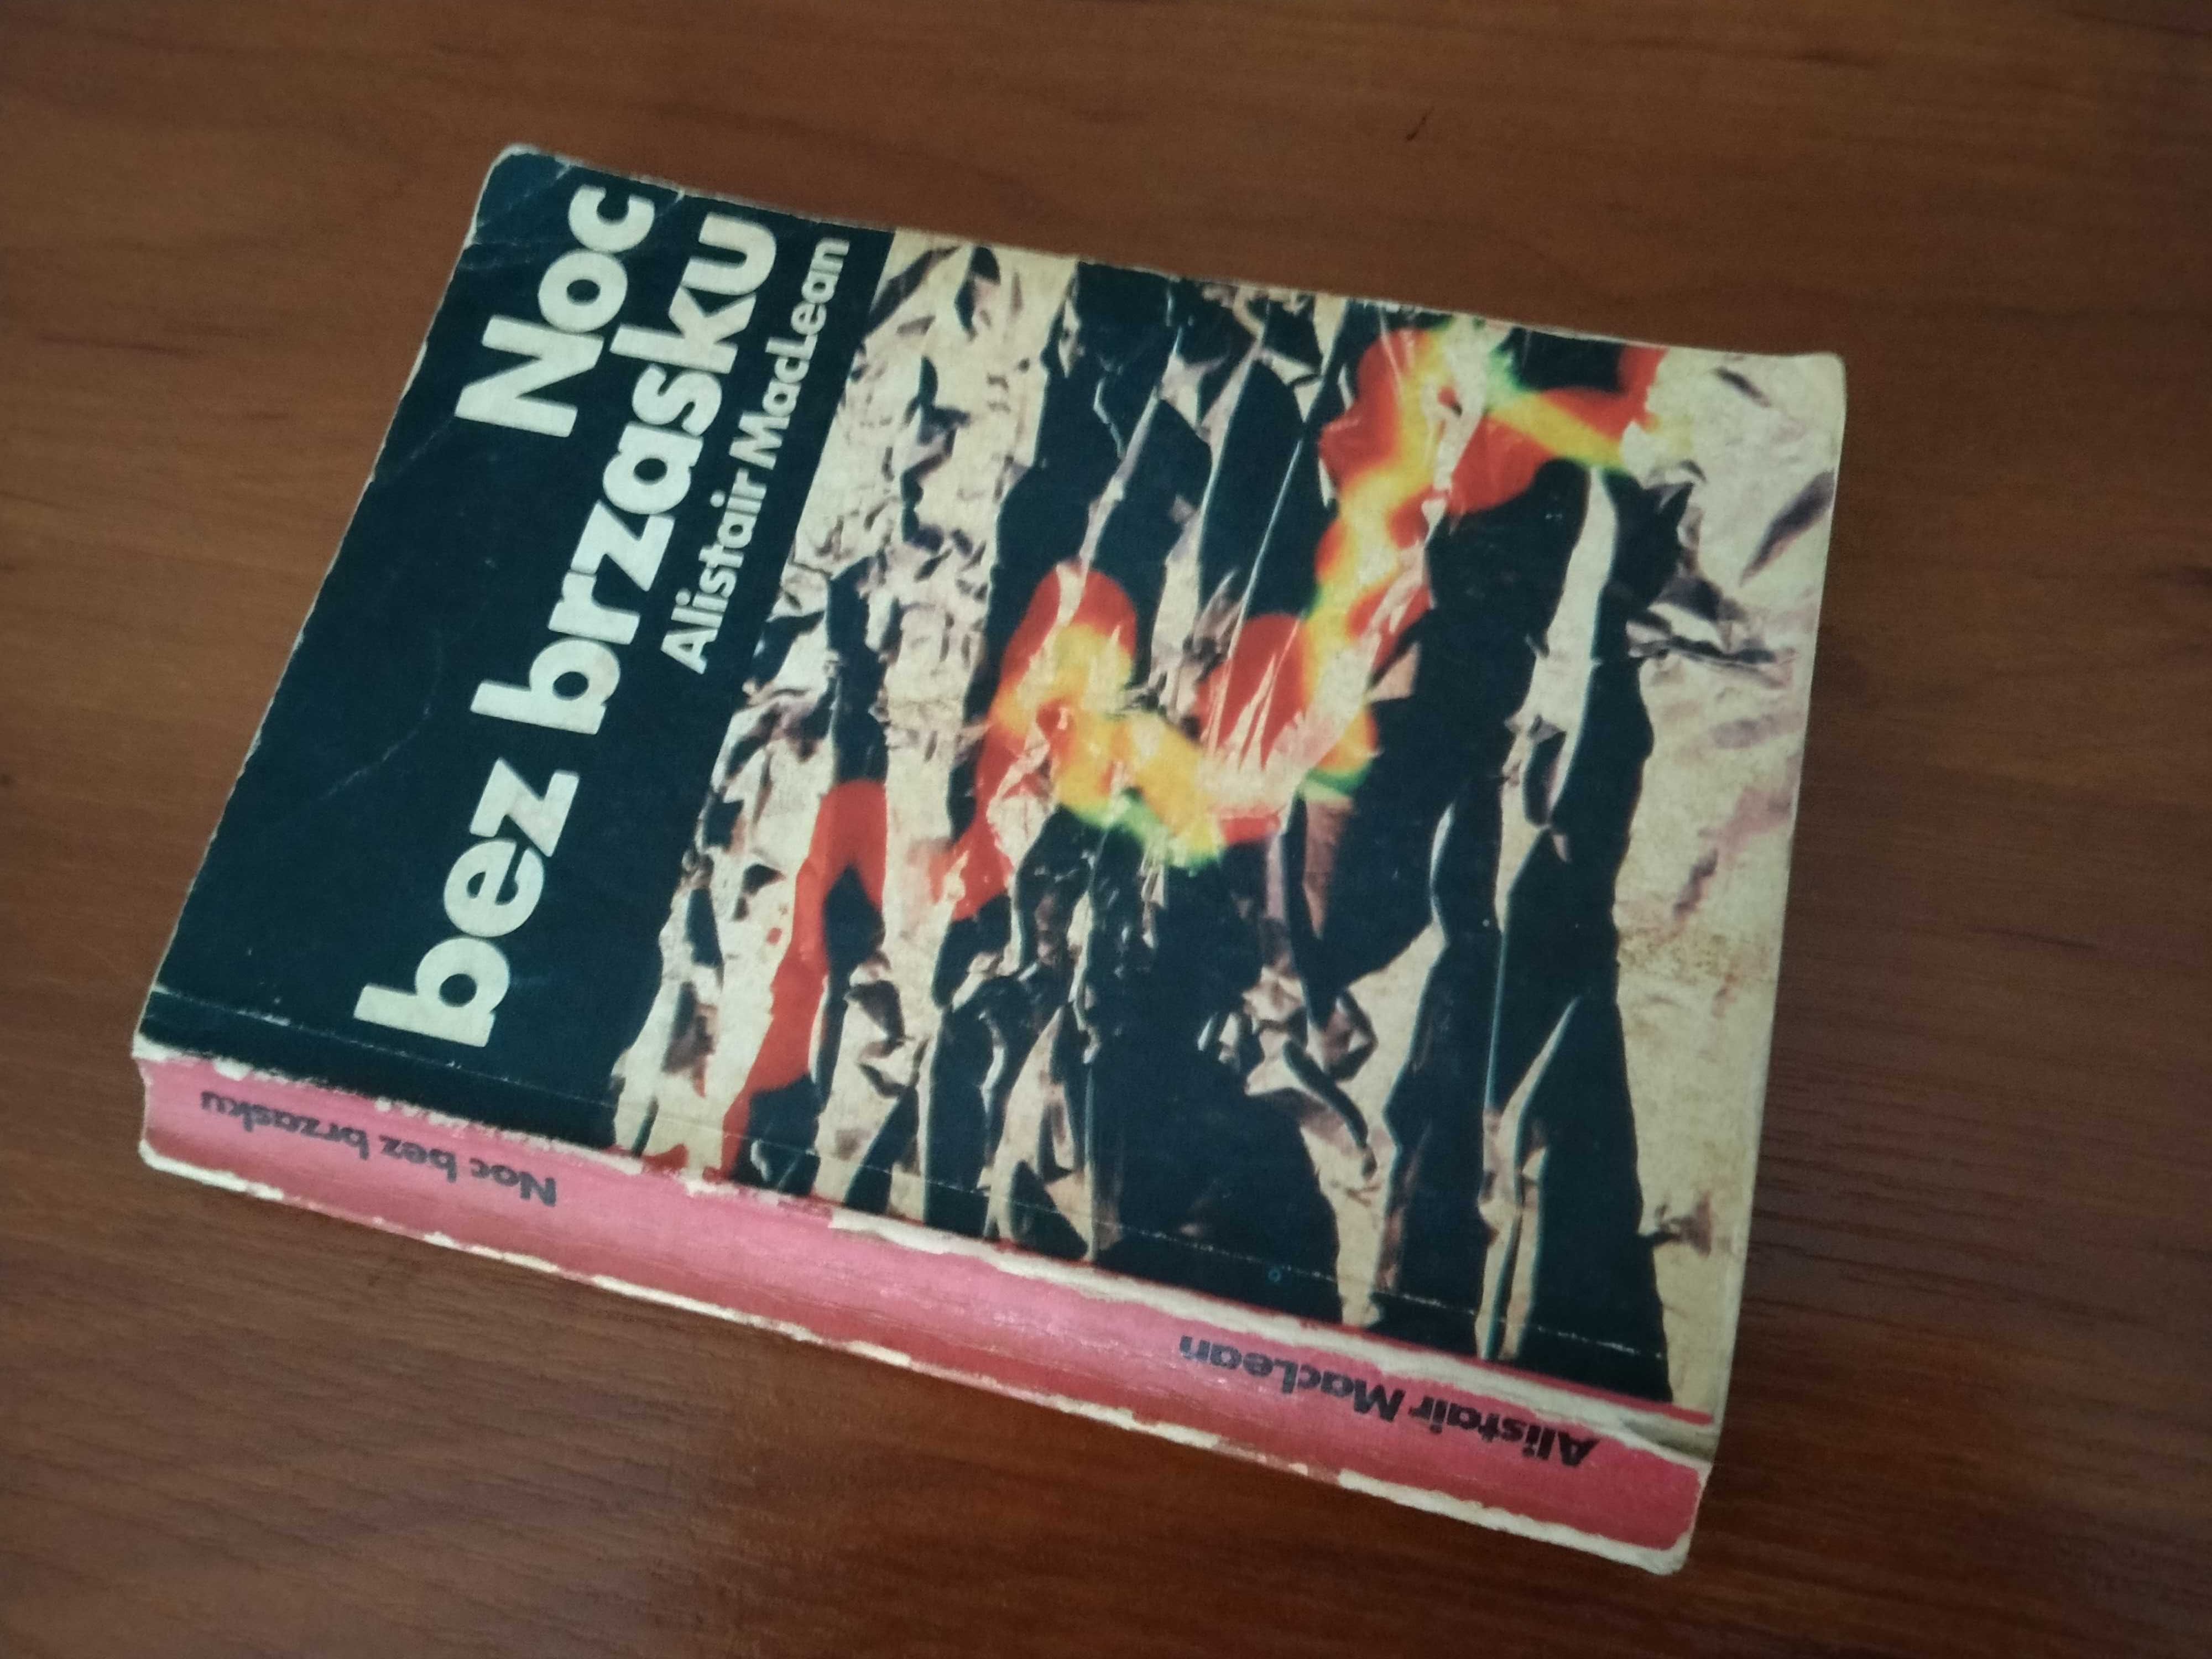 Noc
bez brzasku
Alistair MacLean
Alistair MacLean
Noc bez brzasku